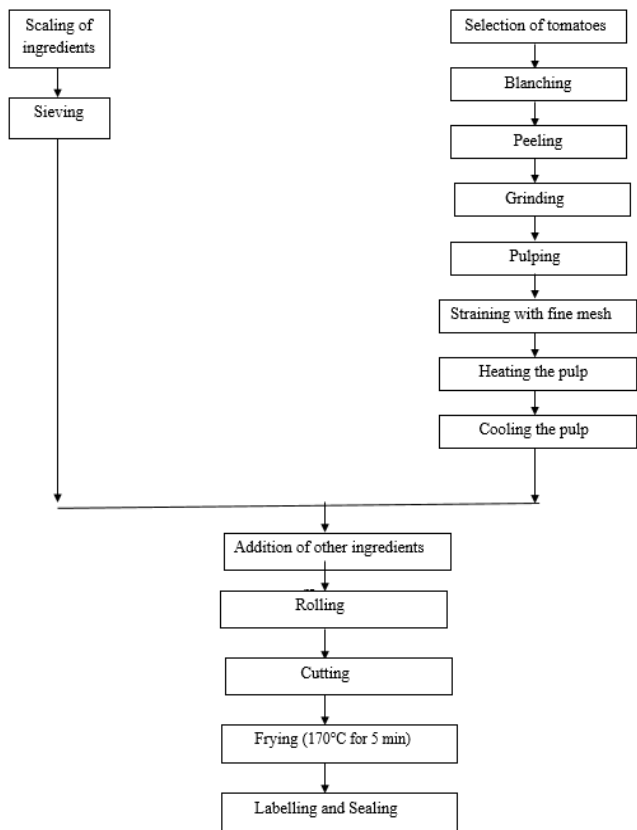 Scaling of
ingredients
Sieving
Selection of tomatoes
Blanching
Peeling
Grinding
Pulping
Straining with fine mesh
Heating the pulp
Cooling the pulp
Addition of other ingredients
Rolling
Cutting
Frying (170°C for 5 min)
Labelling and Sealing